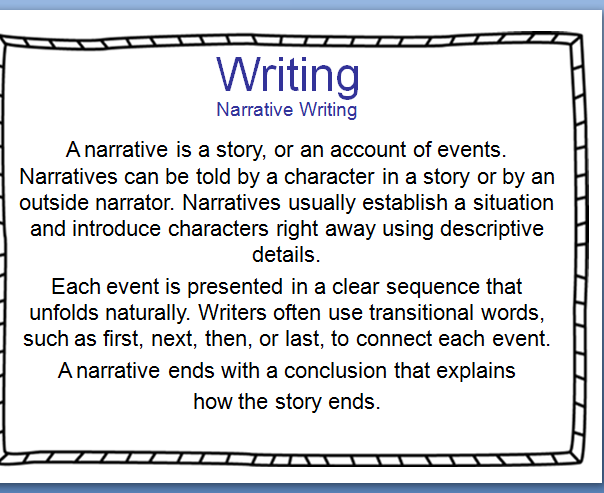 Writing
Narrative Writing
A narrative is a story, or an account of events.
Narratives can be told by a character in a story or by an
outside narrator. Narratives usually establish a situation
and introduce characters right away using descriptive
details.
Each event is presented in a clear sequence that
unfolds naturally. Writers often use transitional words,
such as first, next, then, or last, to connect each event.
A narrative ends with a conclusion that explains
how the story ends.